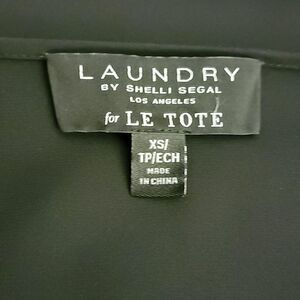 LAUNDRY
BY SHELLI SEGAL
LOS ANGELES
for LE TOTE
XS/
TP/ECH
MADE
IN CHINA